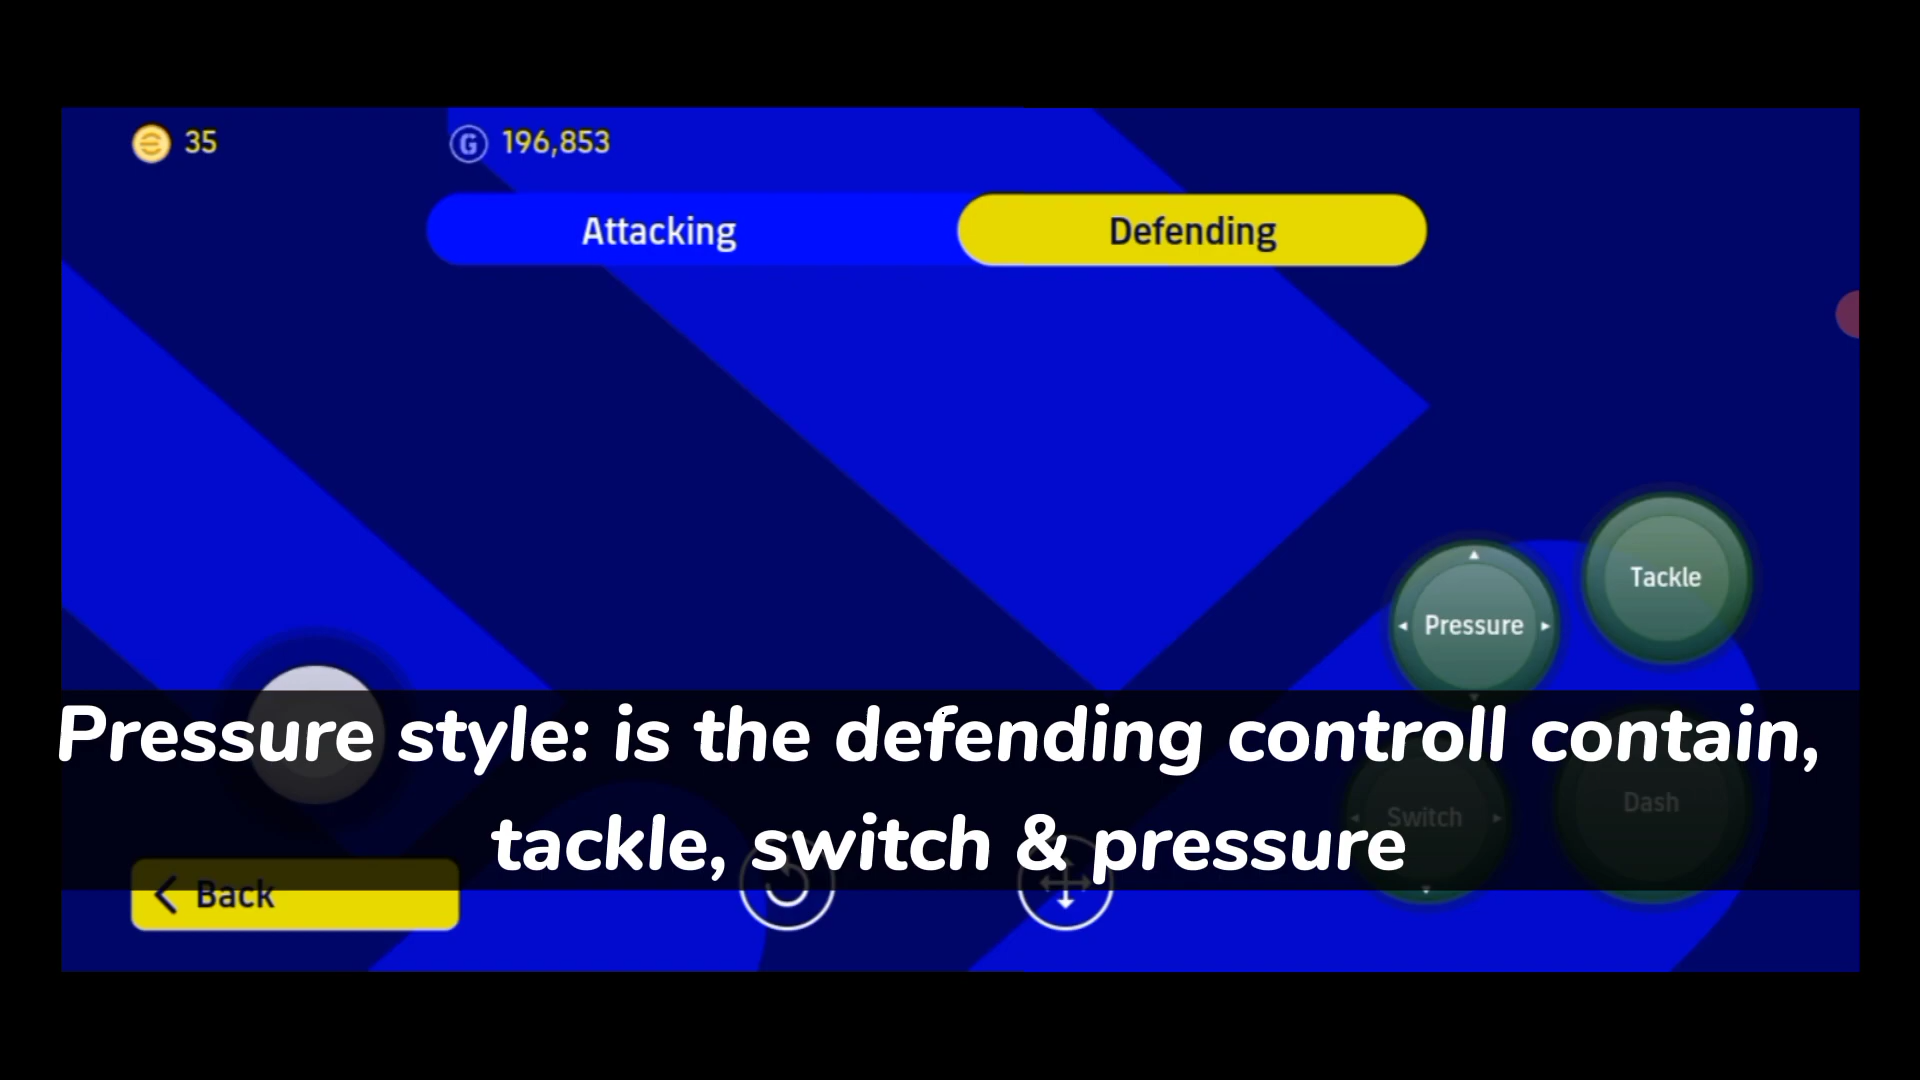 35
G 196,853
Attacking
Defending
Tackle
Pressure
Pressure style: is the defending controll contain,
tackle, switch & pressure
Switch
Dash
Back